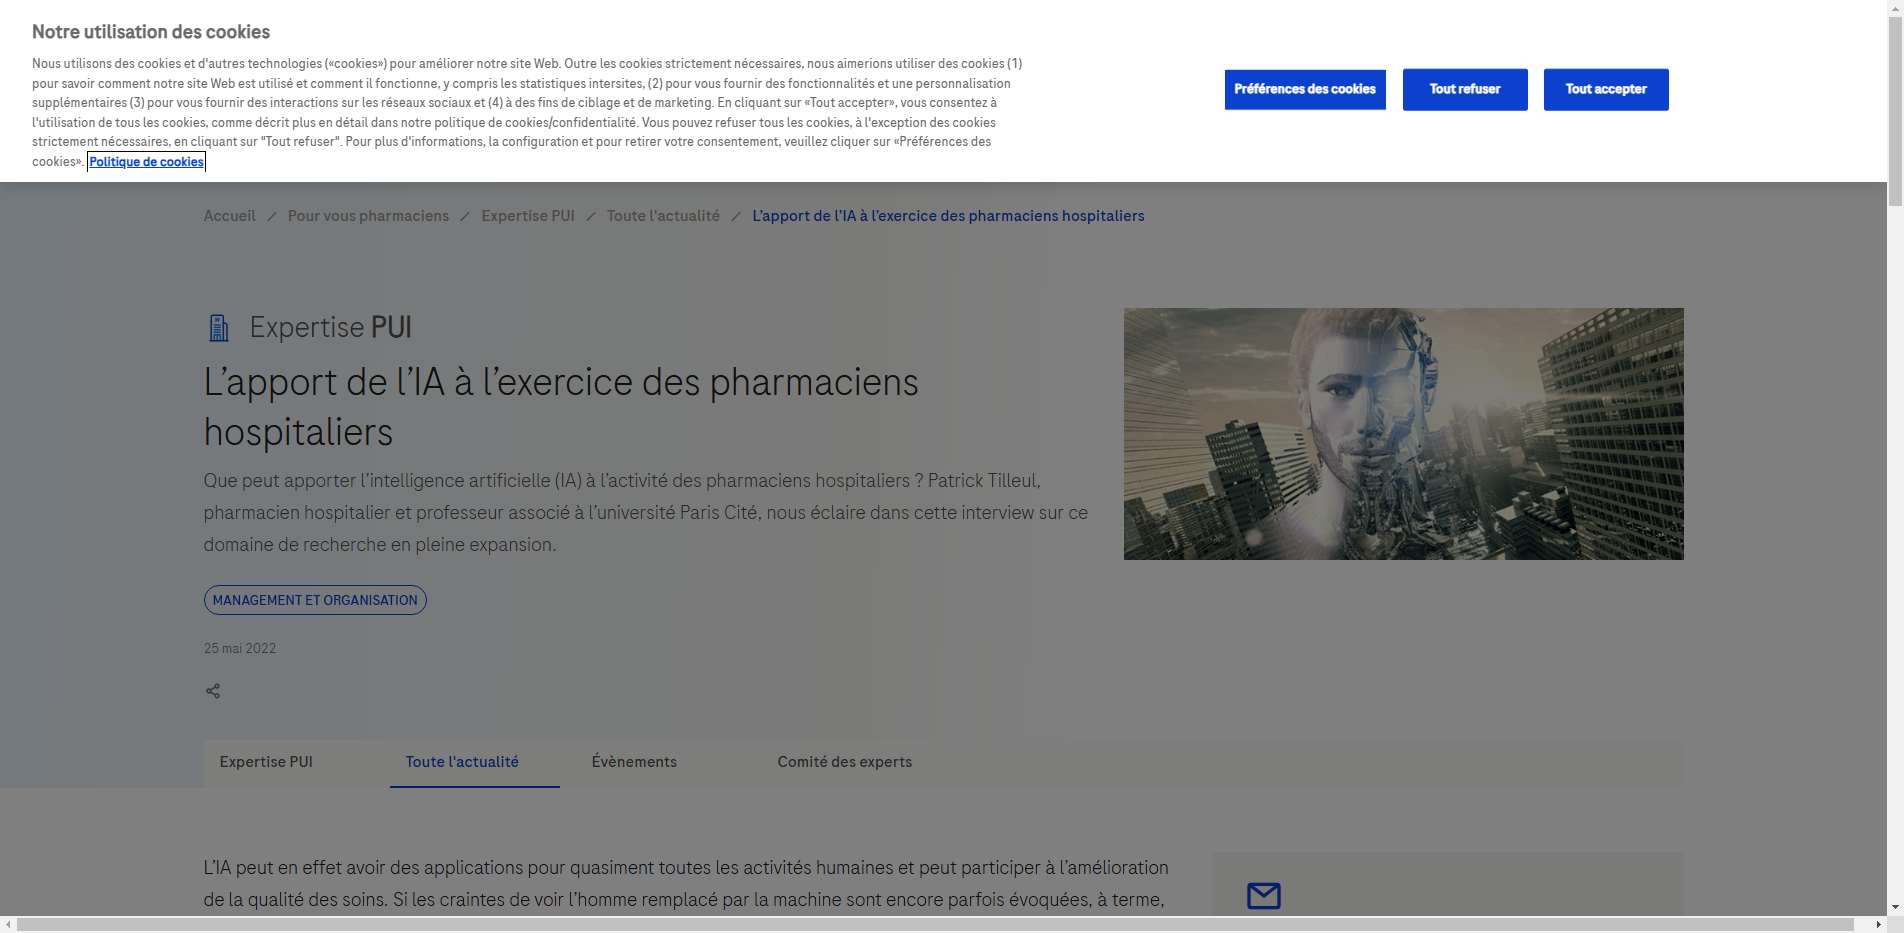 Notre utilisation des cookies
Nous utilisons des cookies et d'autres technologies («cookies») pour améliorer notre site Web. Outre les cookies strictement nécessaires, nous aimerions utiliser des cookies (1)
pour savoir comment notre site Web est utilisé et comment il fonctionne, y compris les statistiques intersites, (2) pour vous fournir des fonctionnalités et une personnalisation
supplémentaires (3) pour vous fournir des interactions sur les réseaux sociaux et (4) à des fins de ciblage et de marketing. En cliquant sur «Tout accepter», vous consentez à
l'utilisation de tous les cookies, comme décrit plus en détail dans notre politique de cookies/confidentialité. Vous pouvez refuser tous les cookies, à l'exception des cookies
strictement nécessaires, en cliquant sur "Tout refuser". Pour plus d'informations, la configuration et pour retirer votre consentement, veuillez cliquer sur «Préférences des
cookies». Politique de cookies
Préférences des cookies
Tout refuser
Tout accepter
Accueil / Pour vous pharmaciens / Expertise PUI / Toute l'actualité / L’apport de l’IA à l’exercice des pharmaciens hospitaliers
Expertise PUI
L’apport de l’IA à l’exercice des pharmaciens
hospitaliers
Que peut apporter l’intelligence artificielle (IA) à l’activité des pharmaciens hospitaliers ? Patrick Tilleul,
pharmacien hospitalier et professeur associé à l’université Paris Cité, nous éclaire dans cette interview sur ce
domaine de recherche en pleine expansion.
MANAGEMENT ET ORGANISATION
25 mai 2022
Expertise PUI
Toute l'actualité
Évènements
Comité des experts
L’IA peut en effet avoir des applications pour quasiment toutes les activités humaines et peut participer à l’amélioration
de la qualité des soins. Si les craintes de voir l’homme remplacé par la machine sont encore parfois évoquées, à terme,